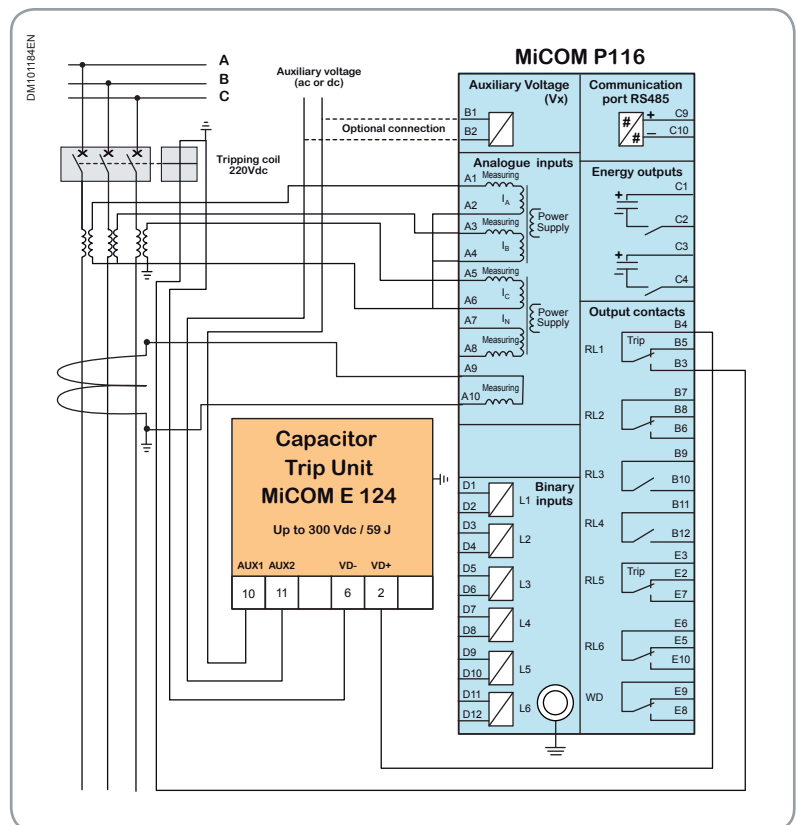 DM101184EN
A
B
C
Auxiliary voltage
(ac or dc)
Optional connection
Tripping coil
220Vdc
MiCOM P116
Auxiliary Voltage
(Vx)
B1
B2
Communication
port RS485
#
#
+
–
C9
C10
Analogue inputs
A1
Measuring
IA
A2
A3
Measuring
IB
A4
Power
Supply
A5
Measuring
IC
A6
A7
IN
Measuring
A8
Power
Supply
A9
Measuring
A10
Energy outputs
C1
+
C2
C3
+
C4
Output contacts
B4
RL1
Trip
B5
B3
B7
RL2
B8
B6
B9
RL3
B10
B11
RL4
B12
E3
RL5
Trip
E2
E7
E6
RL6
E5
E10
WD
E9
E8
Binary
inputs
D1
D2
L1
D3
D4
L2
D5
D6
L3
D7
D8
L4
D9
D10
L5
D11
D12
L6
Capacitor
Trip Unit
MiCOM E 124
Up to 300 Vdc / 59 J
AUX1 AUX2 VD- VD+
10 11 6 2